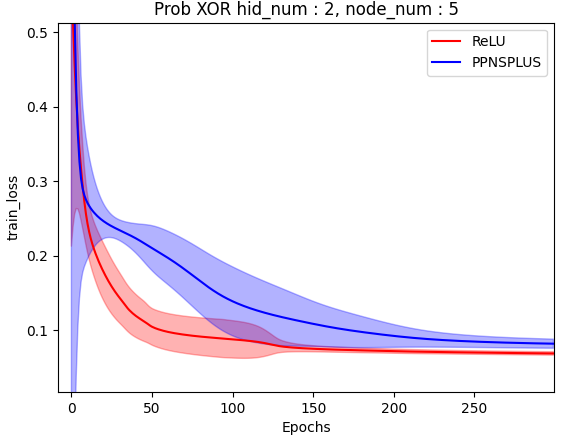 Prob XOR hid_num : 2, node_num : 5
ReLU
PPNSPLUS
train_loss
0.5
0.4
0.3
0.2
0.1
0 50 100 150 200 250
Epochs